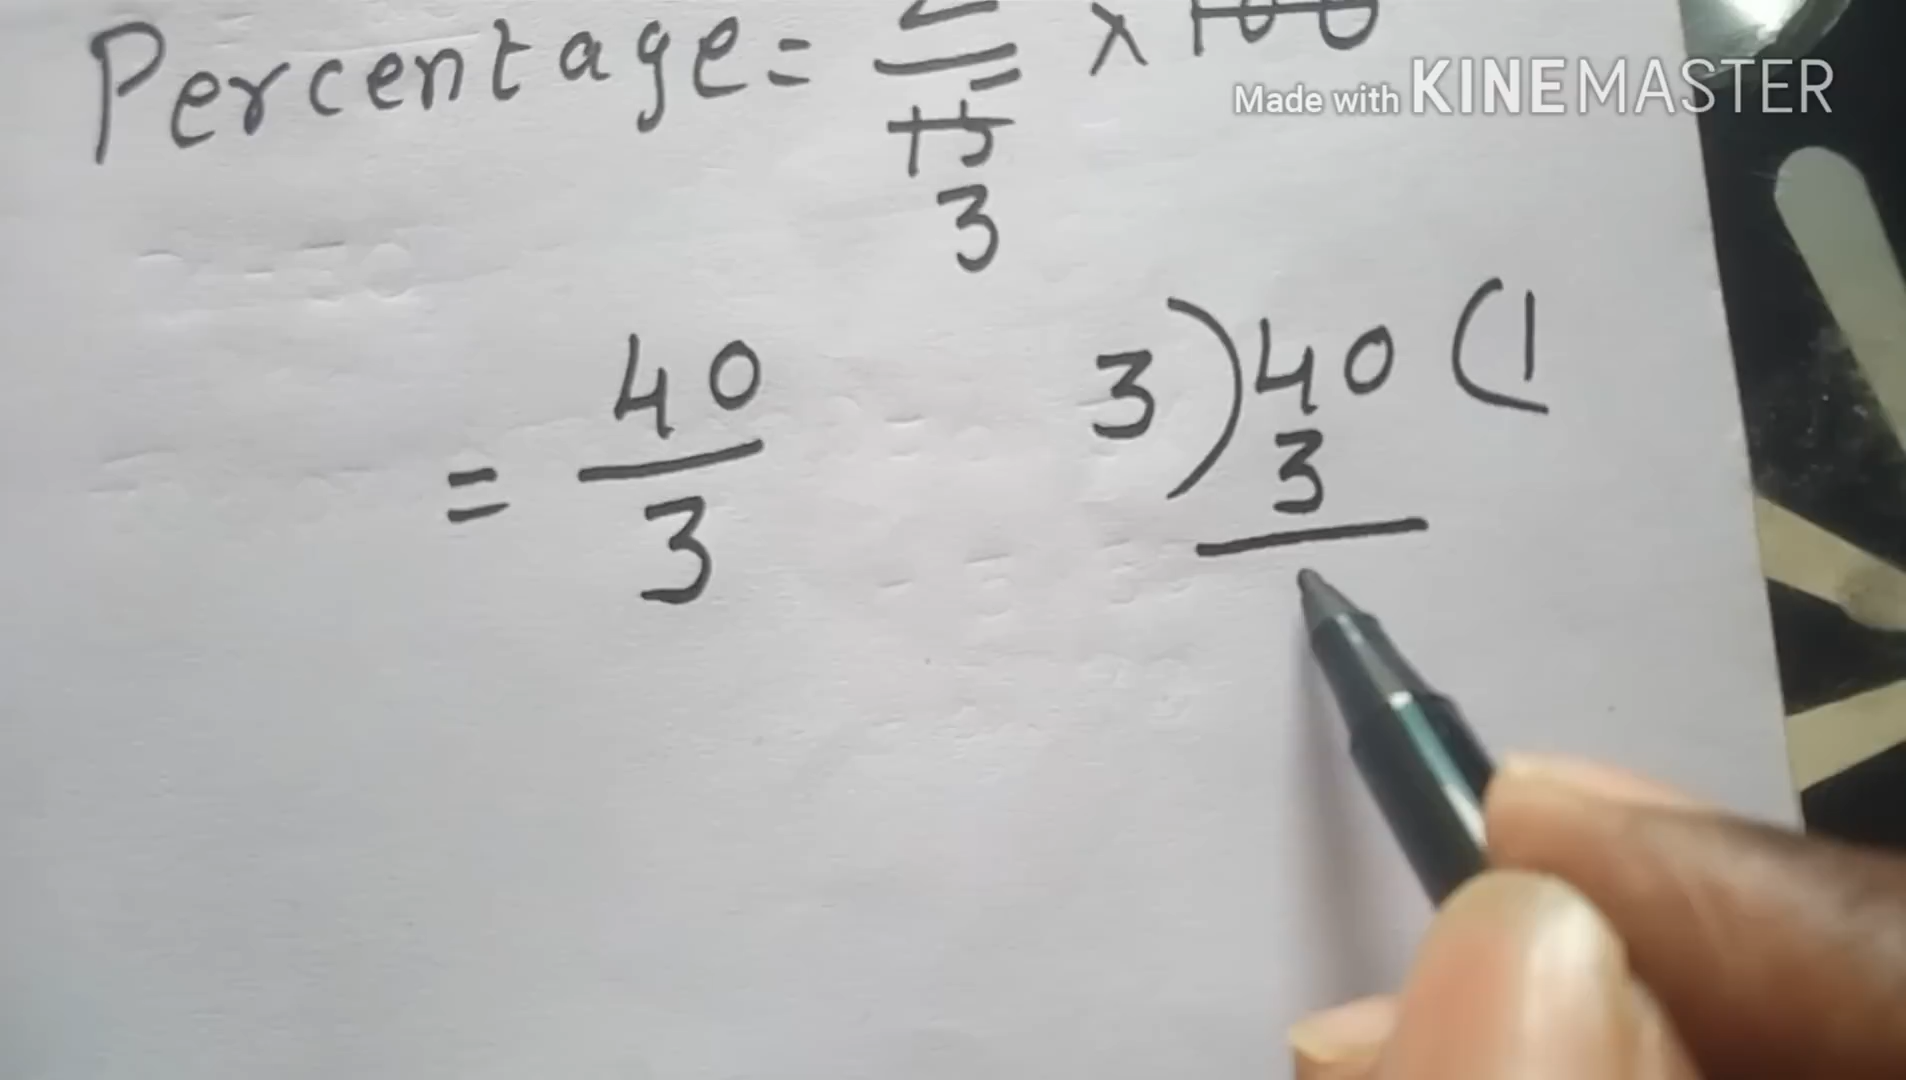 Percentage = 2/15 × 100
3
= 40/3
3 ) 40 ( 1
3
Made with KINEMASTER